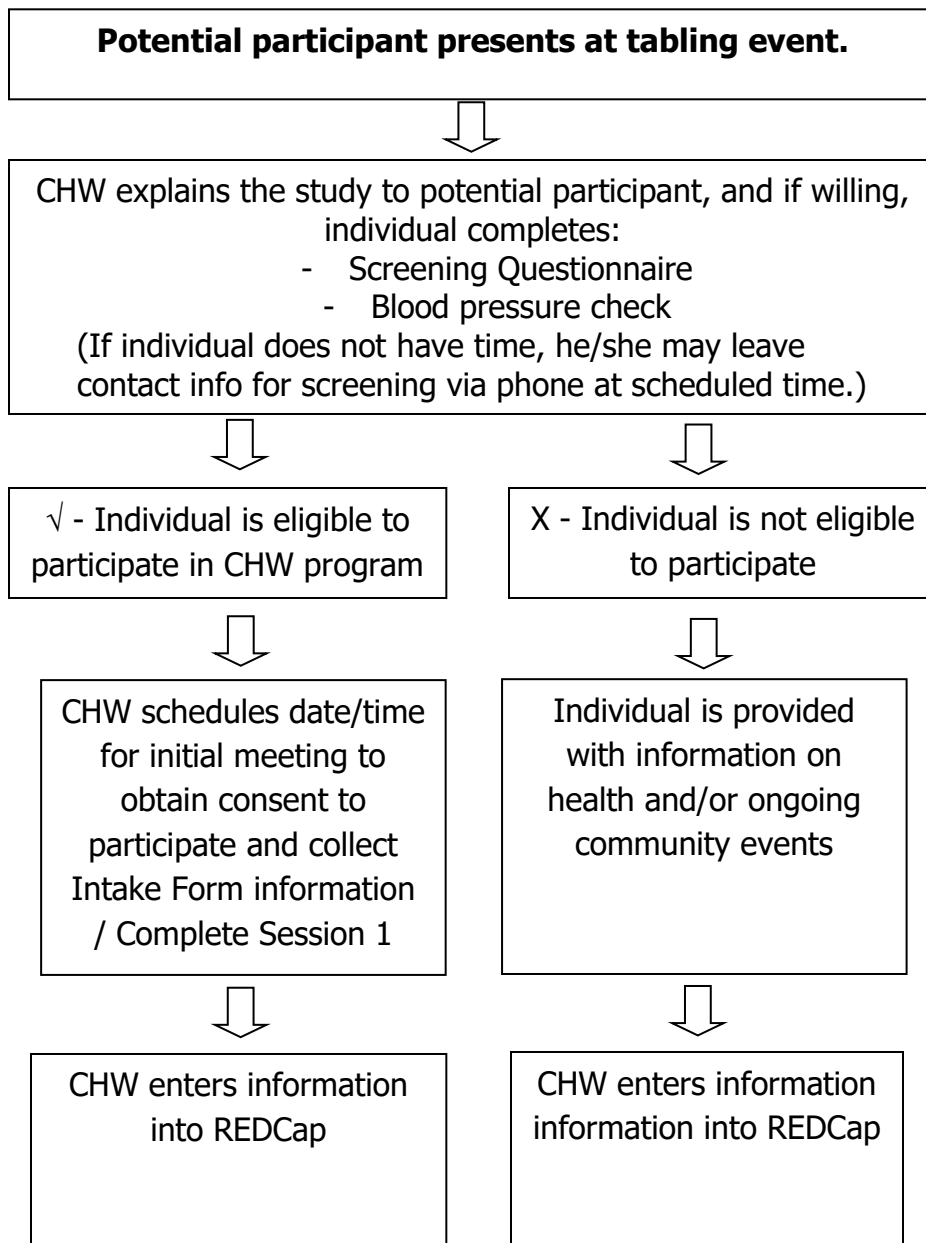 Potential participant presents at tabling event.
CHW explains the study to potential participant, and if willing,
individual completes:
- Screening Questionnaire
- Blood pressure check
(If individual does not have time, he/she may leave
contact info for screening via phone at scheduled time.)
√ - Individual is eligible to
participate in CHW program
X - Individual is not eligible
to participate
CHW schedules date/time
for initial meeting to
obtain consent to
participate and collect
Intake Form information
/ Complete Session 1
Individual is provided
with information on
health and/or ongoing
community events
CHW enters information
into REDCap
CHW enters information
information into REDCap